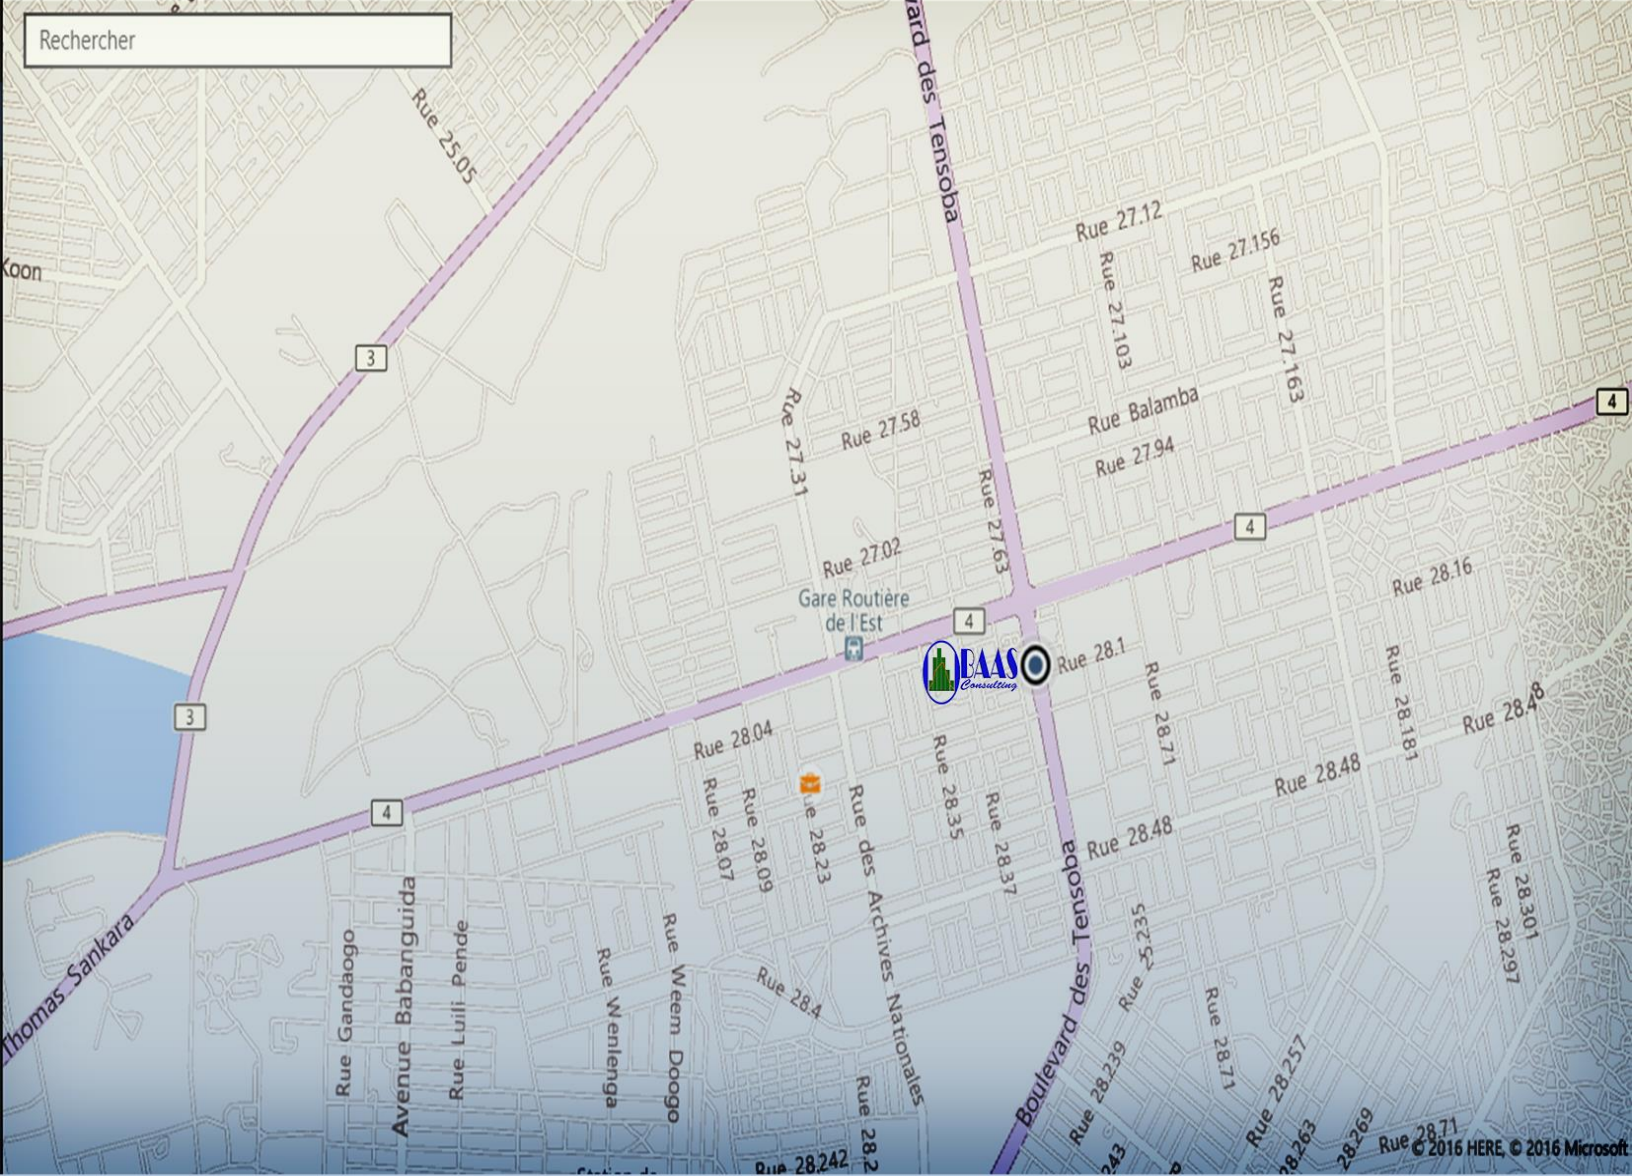 Rechercher
Rue 25.05
ard des Tensoba
Koon
3
Rue 27.12
Rue 27.156
Rue 27.103
Rue 27.163
Rue 27.31
Rue 27.58
Rue Balamba
Rue 27.94
4
4
Rue 27.63
Rue 27.02
Gare Routière
de l'Est
4
Rue 28.16
BAAS
Consulting
Rue 28.1
Rue 28.71
Rue 28.181
Rue 28.48
3
Rue 28.04
Rue 28.48
4
Rue 28.07
Rue 28.09
ue 28.23
Rue des Archives Nationales
Rue 28.35
Rue 28.37
Rue 28.48
Boulevard des Tensoba
Rue 28.301
Rue 28.297
Thomas Sankara
Rue Gandaogo
Avenue Babanguida
Rue Luili Pende
Rue Wenlenga
Rue Weem Doogo
Rue 28.4
Rue 28.71
Rue 28.239
Rue 28.257
28.263
28.269
243
Rue 28.2
Rue 28.242
Rue 28.71
© 2016 HERE, © 2016 Microsoft